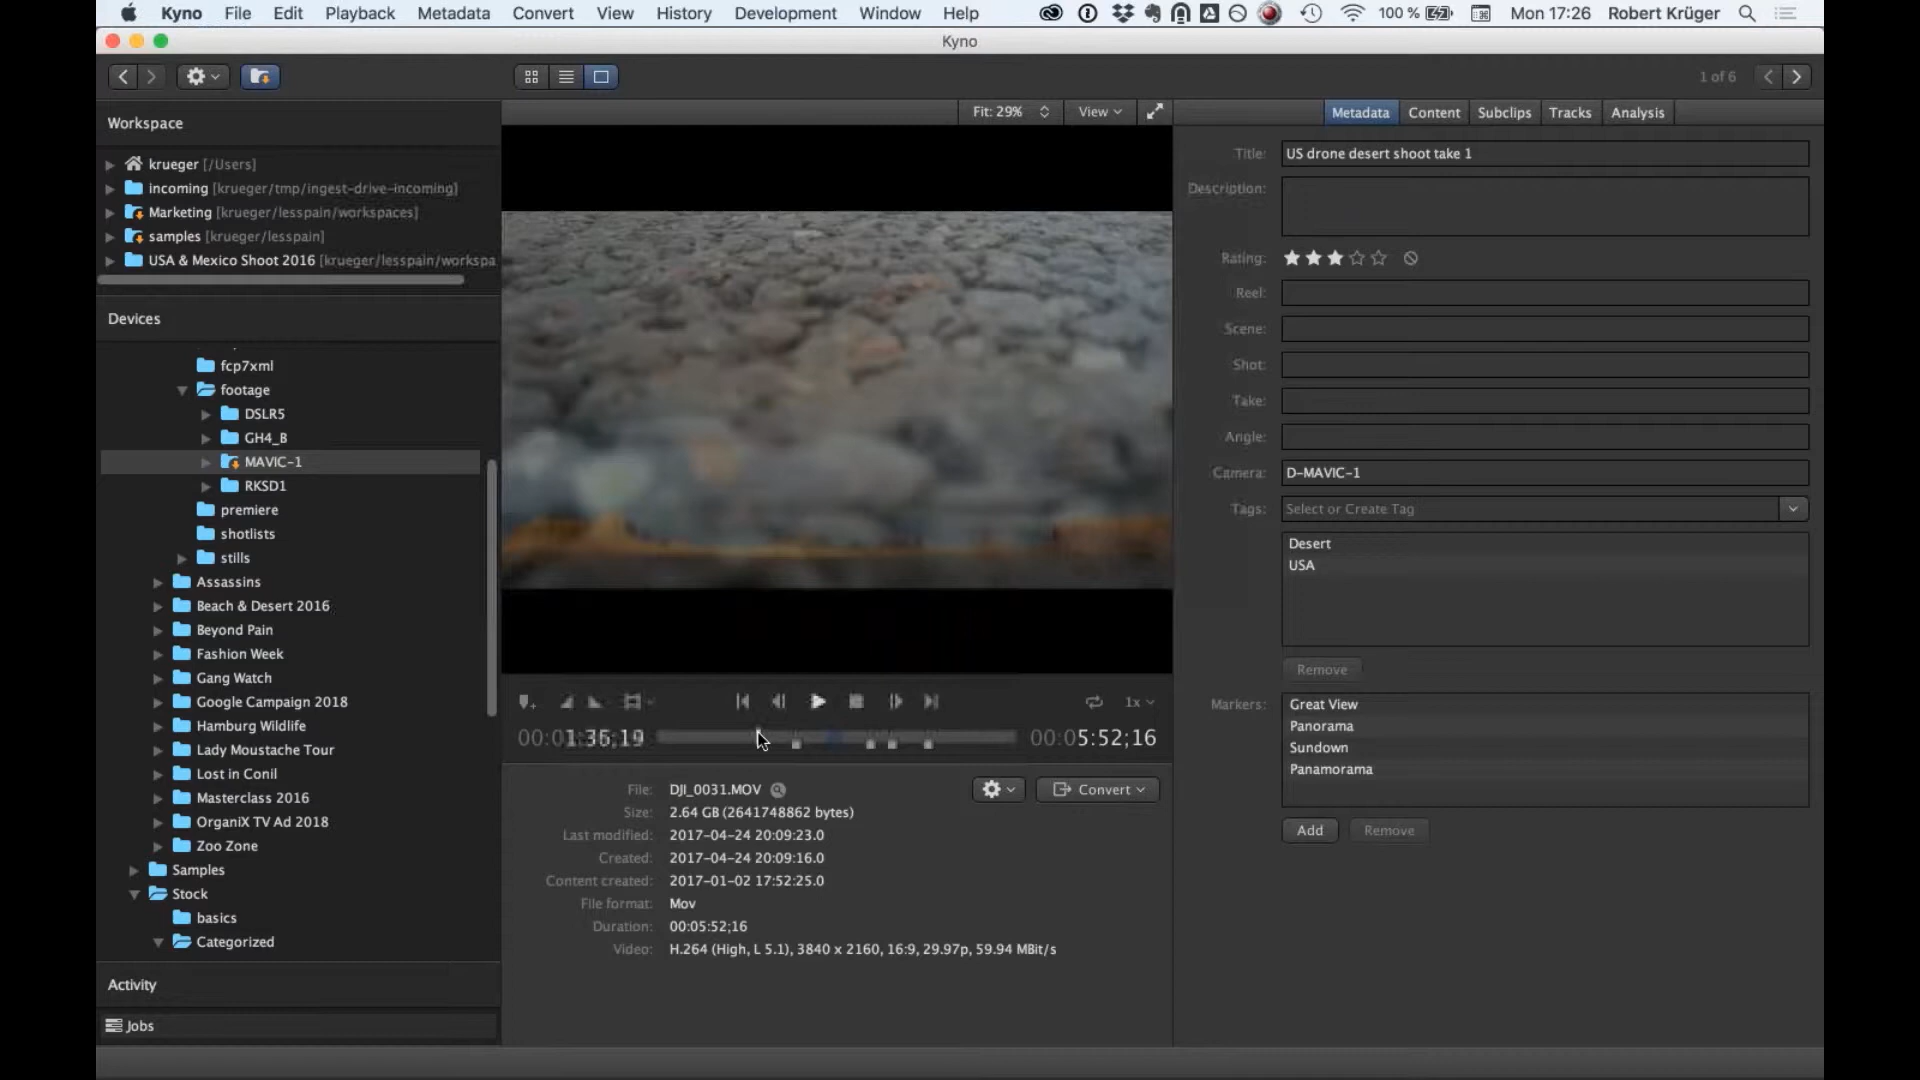 Kyno File Edit Playback Metadata Convert View History Development Window Help 100 % Mon 17:26 Robert Krüger
Kyno
1 of 6
Workspace
krueger [/Users]
incoming [krueger/tmp/ingest-drive-incoming]
Marketing [krueger/lesspain/workspaces]
samples [krueger/lesspain]
USA & Mexico Shoot 2016 [krueger/lesspain/workspa
Devices
fcp7xml
footage
DSLR5
GH4_B
MAVIC-1
RKSD1
premiere
shotlists
stills
Assassins
Beach & Desert 2016
Beyond Pain
Fashion Week
Gang Watch
Google Campaign 2018
Hamburg Wildlife
Lady Moustache Tour
Lost in Conil
Masterclass 2016
OrganiX TV Ad 2018
Zoo Zone
Samples
Stock
basics
Categorized
Activity
Jobs
Fit: 29% View
1x
00:01:36;19 00:05:52;16
File: DJI_0031.MOV
Convert
Size: 2.64 GB (2641748862 bytes)
Last modified: 2017-04-24 20:09:23.0
Created: 2017-04-24 20:09:16.0
Content created: 2017-01-02 17:52:25.0
File format: Mov
Duration: 00:05:52;16
Video: H.264 (High, L 5.1), 3840 x 2160, 16:9, 29.97p, 59.94 MBit/s
Metadata Content Subclips Tracks Analysis
Title: US drone desert shoot take 1
Description:
Rating:
Reel:
Scene:
Shot:
Take:
Angle:
Camera: D-MAVIC-1
Tags: Select or Create Tag
Desert
USA
Remove
Markers: Great View
Panorama
Sundown
Panamorama
Add Remove